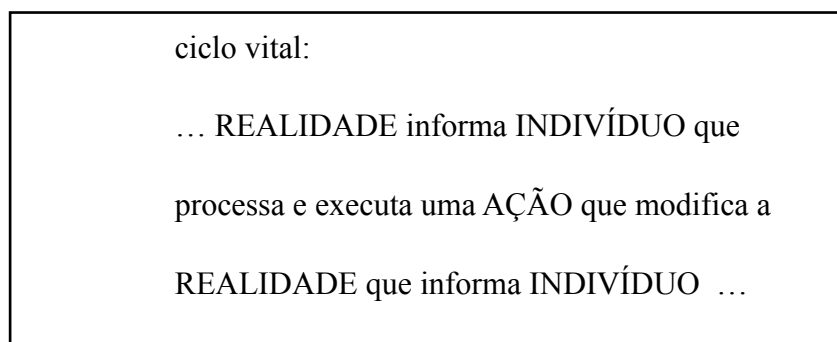 ciclo vital:
… REALIDADE informa INDIVÍDUO que
processa e executa uma AÇÃO que modifica a
REALIDADE que informa INDIVÍDUO …